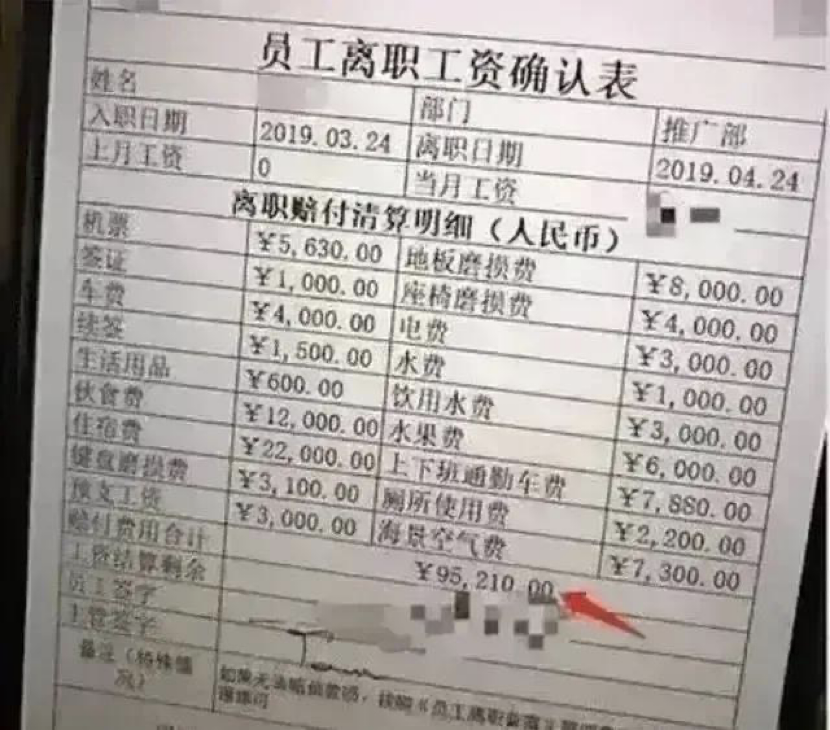 员工离职工资确认表
姓名 部门 推广部
入职日期 2019.03.24 离职日期 2019.04.24
上月工资 0 当月工资
离职赔付清算明细（人民币）
机票 ¥5,630.00 地板磨损费 ¥8,000.00
签证 ¥1,000.00 座椅磨损费 ¥4,000.00
车费 ¥4,000.00 电费 ¥3,000.00
续签 ¥1,500.00 水费 ¥1,000.00
生活用品 ¥600.00 饮用水费 ¥3,000.00
伙食费 ¥12,000.00 水果费 ¥6,000.00
住宿费 ¥22,000.00 上下班通勤车费 ¥7,880.00
键盘磨损费 ¥3,100.00 厕所使用费 ¥2,200.00
预支工资 ¥3,000.00 海景空气费 ¥7,300.00
赔付费用合计 ¥95,210.00
工资结算剩余
员工签字
主管签字
备注（特殊情况）
如果无法赔偿款项，按照《员工离职